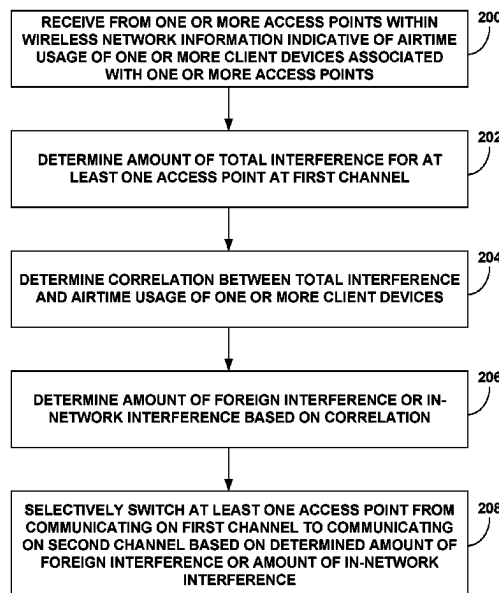 RECEIVE FROM ONE OR MORE ACCESS POINTS WITHIN
WIRELESS NETWORK INFORMATION INDICATIVE OF AIRTIME
USAGE OF ONE OR MORE CLIENT DEVICES ASSOCIATED
WITH ONE OR MORE ACCESS POINTS
200
DETERMINE AMOUNT OF TOTAL INTERFERENCE FOR AT
LEAST ONE ACCESS POINT AT FIRST CHANNEL
202
DETERMINE CORRELATION BETWEEN TOTAL INTERFERENCE
AND AIRTIME USAGE OF ONE OR MORE CLIENT DEVICES
204
DETERMINE AMOUNT OF FOREIGN INTERFERENCE OR IN-
NETWORK INTERFERENCE BASED ON CORRELATION
206
SELECTIVELY SWITCH AT LEAST ONE ACCESS POINT FROM
COMMUNICATING ON FIRST CHANNEL TO COMMUNICATING
ON SECOND CHANNEL BASED ON DETERMINED AMOUNT OF
FOREIGN INTERFERENCE OR AMOUNT OF IN-NETWORK
INTERFERENCE
208